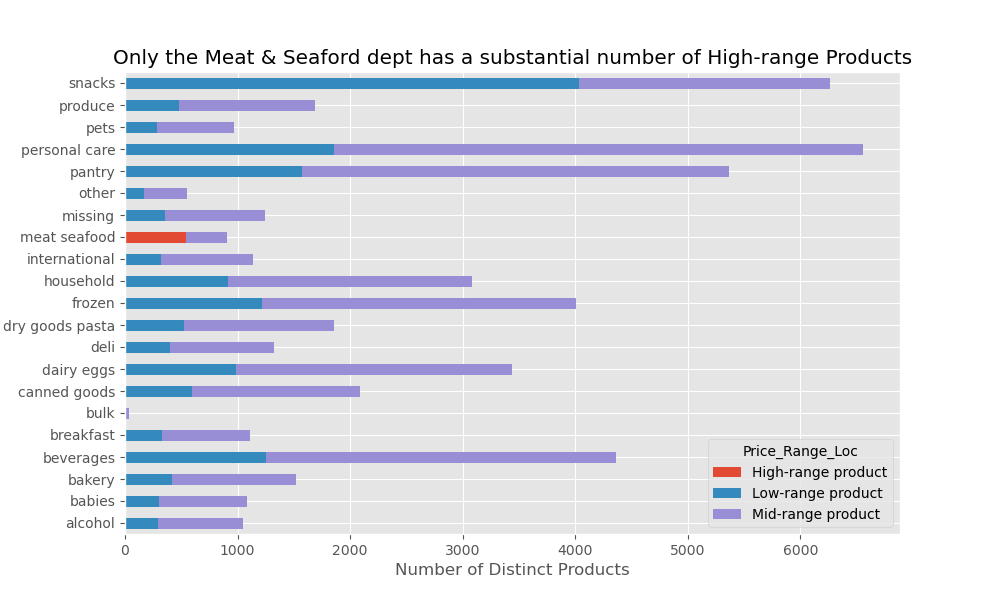 Only the Meat & Seaford dept has a substantial number of High-range Products
snacks
produce
pets
personal care
pantry
other
missing
meat seafood
international
household
frozen
dry goods pasta
deli
dairy eggs
canned goods
bulk
breakfast
beverages
bakery
babies
alcohol
Price_Range_Loc
High-range product
Low-range product
Mid-range product
0 1000 2000 3000 4000 5000 6000
Number of Distinct Products